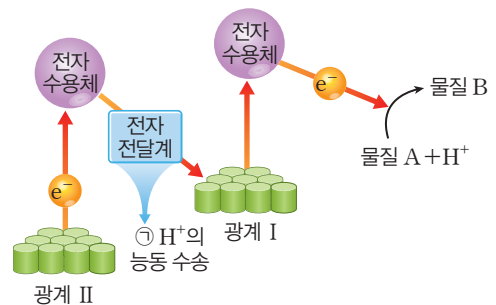 전자
수용체
전자
수용체
e⁻
물질 B
전자
전달계
물질 A+H⁺
e⁻
㉠ H⁺의
능동 수송
광계 Ⅰ
광계 Ⅱ